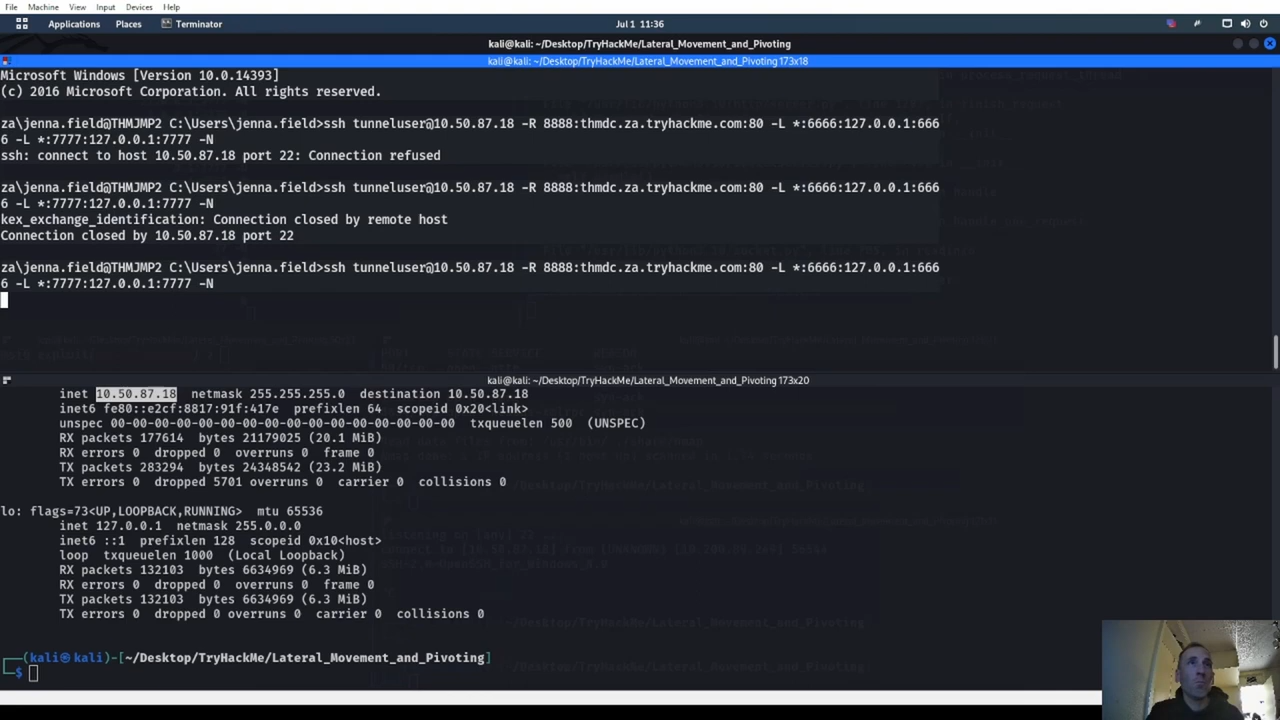 File Machine View Input Devices Help
Applications Places Terminator Jul 1 11:36
kali@kali: ~/Desktop/TryHackMe/Lateral_Movement_and_Pivoting
kali@kali: ~/Desktop/TryHackMe/Lateral_Movement_and_Pivoting 173x18
Microsoft Windows [Version 10.0.14393]
(c) 2016 Microsoft Corporation. All rights reserved.
za\jenna.field@THMJMP2 C:\Users\jenna.field>ssh tunneluser@10.50.87.18 -R 8888:thmdc.za.tryhackme.com:80 -L *:6666:127.0.0.1:666
6 -L *:7777:127.0.0.1:7777 -N
ssh: connect to host 10.50.87.18 port 22: Connection refused
za\jenna.field@THMJMP2 C:\Users\jenna.field>ssh tunneluser@10.50.87.18 -R 8888:thmdc.za.tryhackme.com:80 -L *:6666:127.0.0.1:666
6 -L *:7777:127.0.0.1:7777 -N
kex_exchange_identification: Connection closed by remote host
Connection closed by 10.50.87.18 port 22
za\jenna.field@THMJMP2 C:\Users\jenna.field>ssh tunneluser@10.50.87.18 -R 8888:thmdc.za.tryhackme.com:80 -L *:6666:127.0.0.1:666
6 -L *:7777:127.0.0.1:7777 -N
kali@kali: ~/Desktop/TryHackMe/Lateral_Movement_and_Pivoting 173x20
inet 10.50.87.18 netmask 255.255.255.0 destination 10.50.87.18
inet6 fe80::e2cf:8817:91f:417e prefixlen 64 scopeid 0x20<link>
unspec 00-00-00-00-00-00-00-00-00-00-00-00-00-00-00-00 txqueuelen 500 (UNSPEC)
RX packets 177614 bytes 21179025 (20.1 MiB)
RX errors 0 dropped 0 overruns 0 frame 0
TX packets 283294 bytes 24348542 (23.2 MiB)
TX errors 0 dropped 5701 overruns 0 carrier 0 collisions 0
lo: flags=73<UP,LOOPBACK,RUNNING> mtu 65536
inet 127.0.0.1 netmask 255.0.0.0
inet6 ::1 prefixlen 128 scopeid 0x10<host>
loop txqueuelen 1000 (Local Loopback)
RX packets 132103 bytes 6634969 (6.3 MiB)
RX errors 0 dropped 0 overruns 0 frame 0
TX packets 132103 bytes 6634969 (6.3 MiB)
TX errors 0 dropped 0 overruns 0 carrier 0 collisions 0
(kali㉿kali)-[~/Desktop/TryHackMe/Lateral_Movement_and_Pivoting]
$